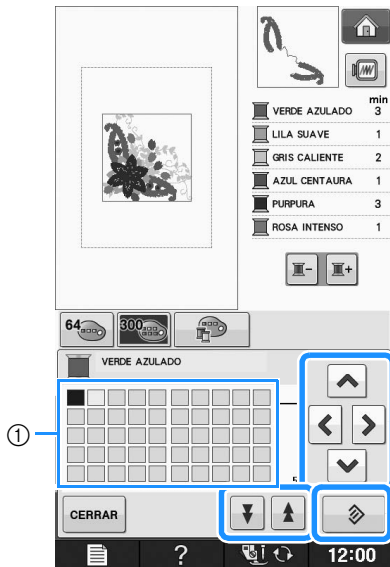 min
VERDE AZULADO 3
LILA SUAVE 1
GRIS CALIENTE 2
AZUL CENTAURA 1
PURPURA 3
ROSA INTENSO 1
- +
64 300
VERDE AZULADO
1
5
CERRAR
? 12:00